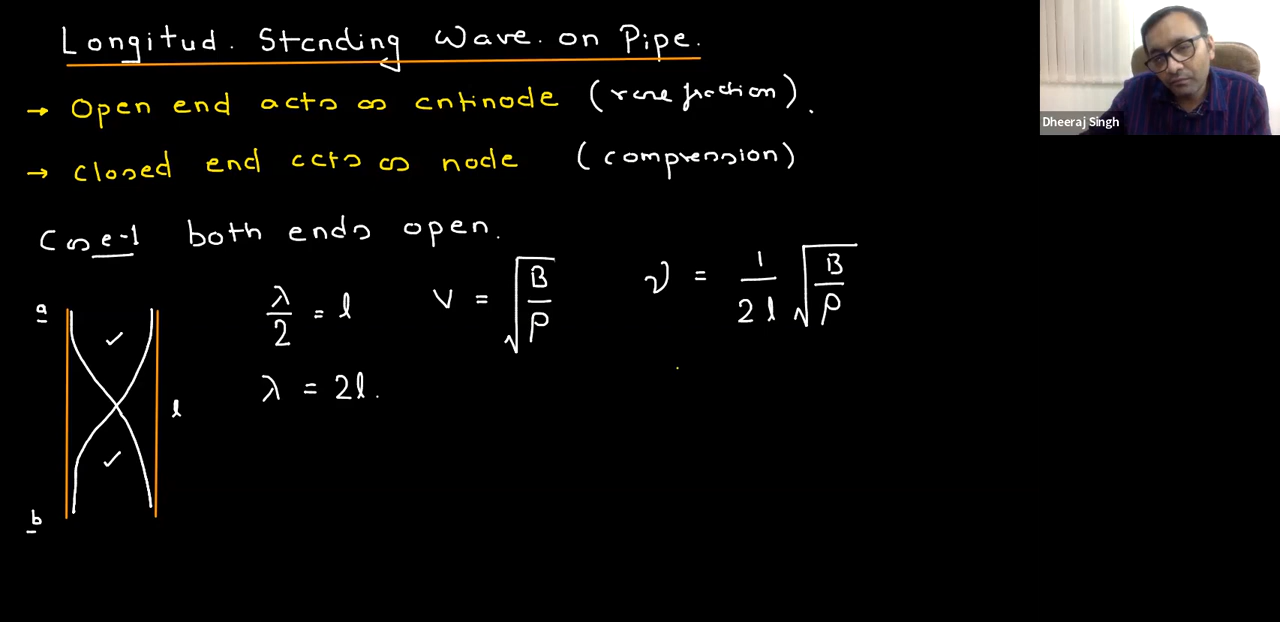 Longitud. Standing Wave. on Pipe.
Dheeraj Singh
→ Open end acts as antinode (rarefraction).
→ Closed end acts as node (compression)
Case-1 both ends open.
a
λ/2 = l
V = √(B/ρ)
ν = 1/2l √(B/ρ)
λ = 2l.
l
b